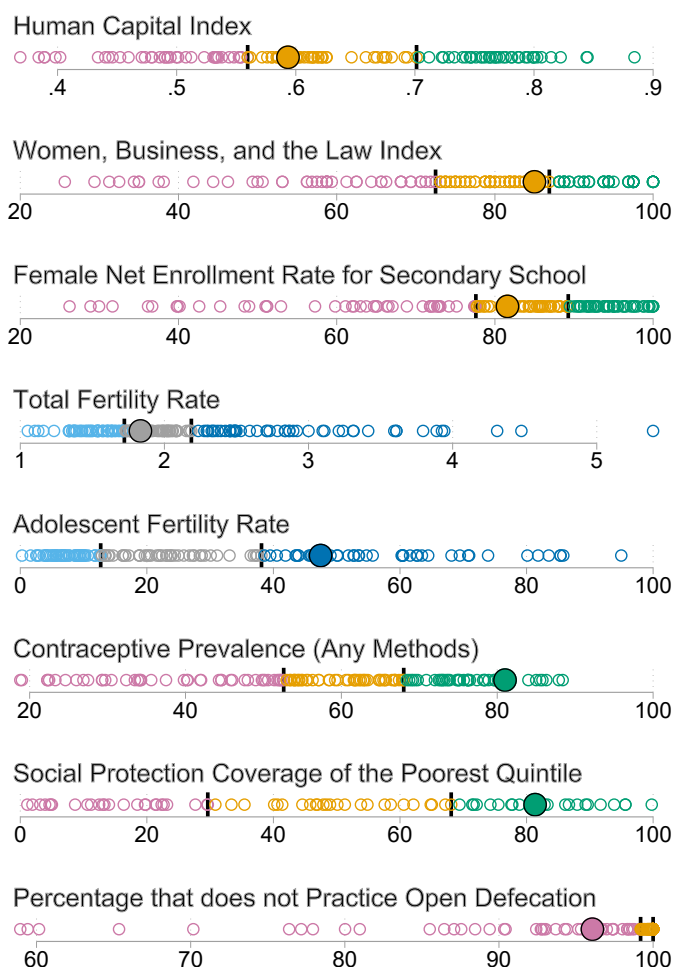 Human Capital Index
.4 .5 .6 .7 .8 .9
Women, Business, and the Law Index
20 40 60 80 100
Female Net Enrollment Rate for Secondary School
20 40 60 80 100
Total Fertility Rate
1 2 3 4 5
Adolescent Fertility Rate
0 20 40 60 80 100
Contraceptive Prevalence (Any Methods)
20 40 60 80 100
Social Protection Coverage of the Poorest Quintile
0 20 40 60 80 100
Percentage that does not Practice Open Defecation
60 70 80 90 100